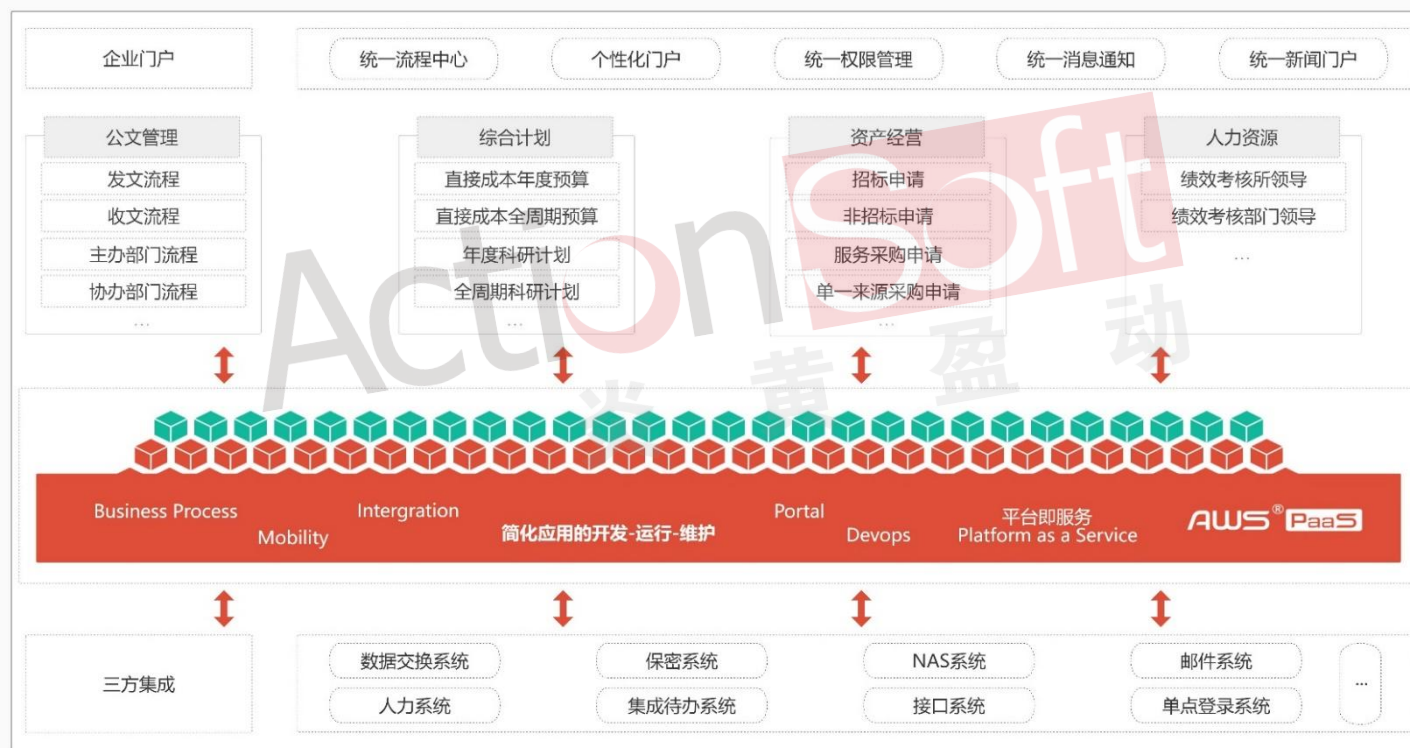 企业门户
统一流程中心
个性化门户
统一权限管理
统一消息通知
统一新闻门户
公文管理
发文流程
收文流程
主办部门流程
协办部门流程
...
综合计划
直接成本年度预算
直接成本全周期预算
年度科研计划
全周期科研计划
...
资产经营
招标申请
非招标申请
服务采购申请
单一来源采购申请
...
人力资源
绩效考核所领导
绩效考核部门领导
...
ActionSoft
炎黄盈动
Business Process
Mobility
Intergration
简化应用的开发-运行-维护
Portal
Devops
平台即服务
Platform as a Service
AWS® PaaS
三方集成
数据交换系统
保密系统
NAS系统
邮件系统
...
人力系统
集成待办系统
接口系统
单点登录系统